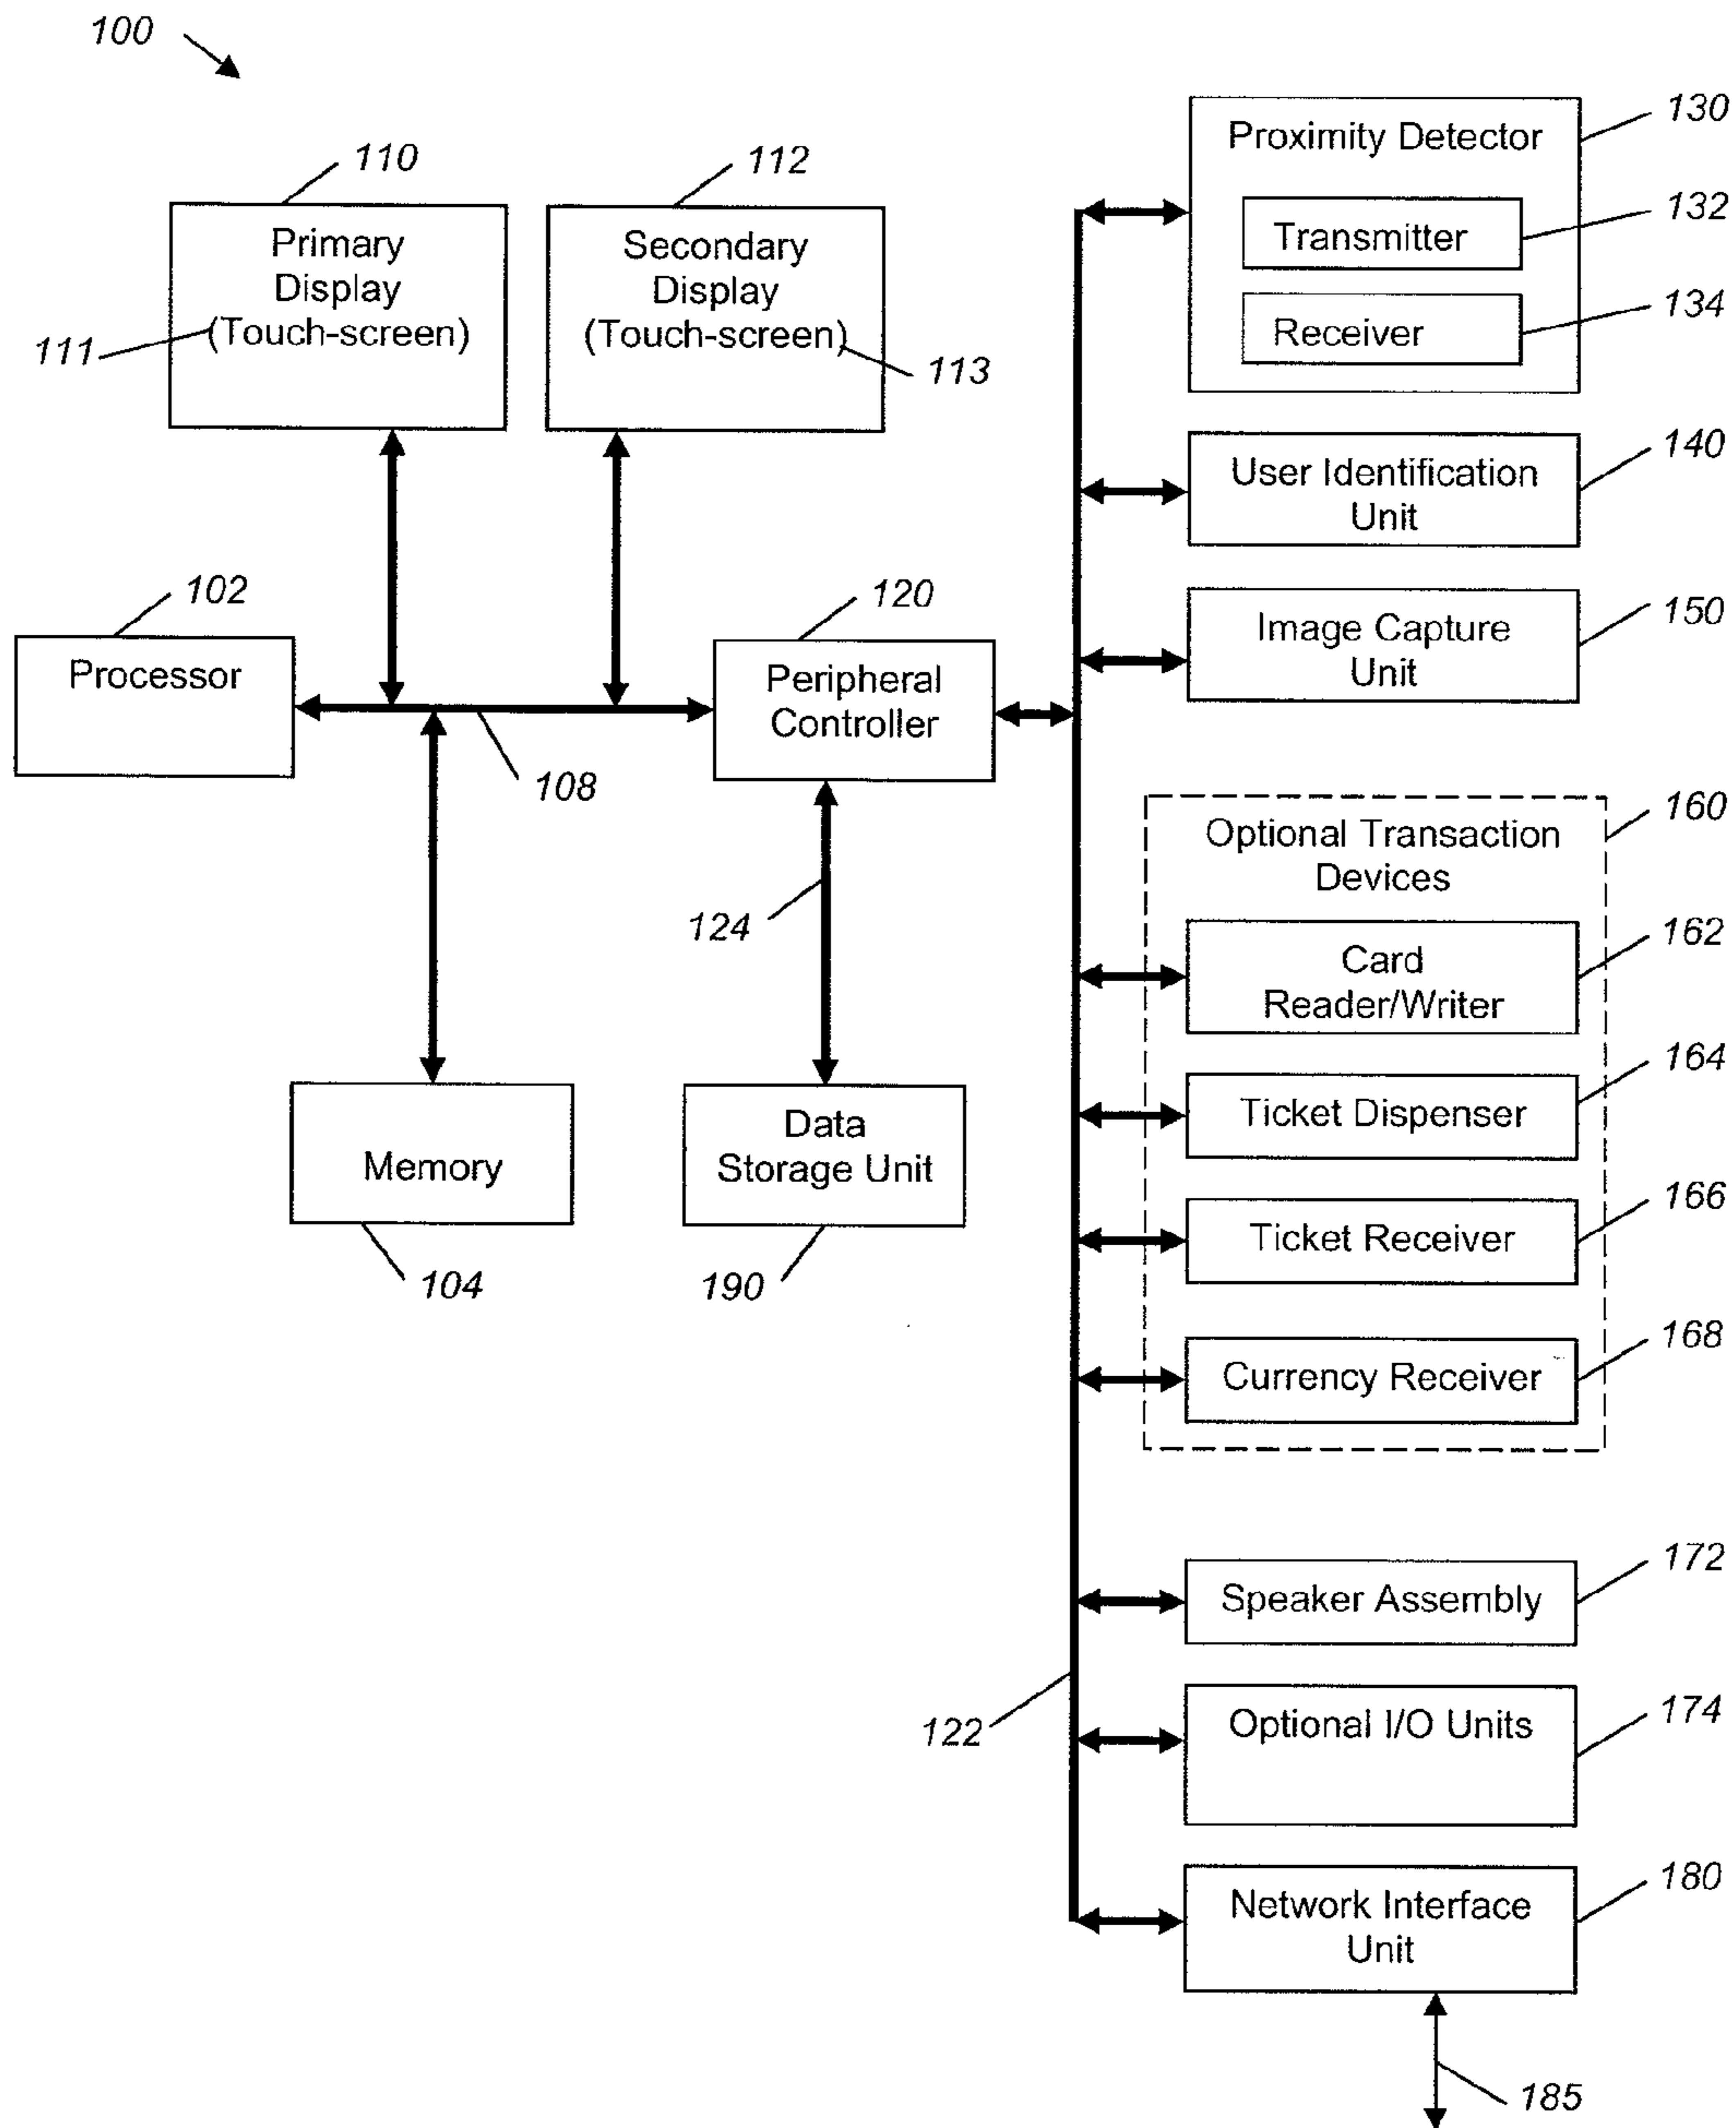 100
110
Primary
Display
(Touch-screen)
111
112
Secondary
Display
(Touch-screen)
113
102
Processor
108
120
Peripheral
Controller
124
Memory
104
Data
Storage Unit
190
122
Proximity Detector
130
Transmitter
132
Receiver
134
User Identification
Unit
140
Image Capture
Unit
150
Optional Transaction
Devices
160
Card
Reader/Writer
162
Ticket Dispenser
164
Ticket Receiver
166
Currency Receiver
168
Speaker Assembly
172
Optional I/O Units
174
Network Interface
Unit
180
185